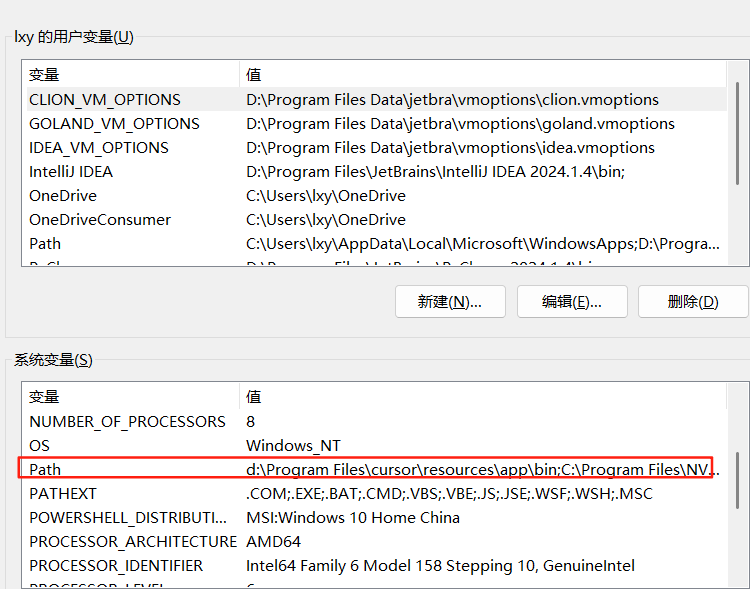 lxy 的用户变量(U)
变量 值
CLION_VM_OPTIONS D:\Program Files Data\jetbra\vmoptions\clion.vmoptions
GOLAND_VM_OPTIONS D:\Program Files Data\jetbra\vmoptions\goland.vmoptions
IDEA_VM_OPTIONS D:\Program Files Data\jetbra\vmoptions\idea.vmoptions
IntelliJ IDEA D:\Program Files\JetBrains\IntelliJ IDEA 2024.1.4\bin;
OneDrive C:\Users\lxy\OneDrive
OneDriveConsumer C:\Users\lxy\OneDrive
Path C:\Users\lxy\AppData\Local\Microsoft\WindowsApps;D:\Progra...
新建(N)... 编辑(E)... 删除(D)
系统变量(S)
变量 值
NUMBER_OF_PROCESSORS 8
OS Windows_NT
Path d:\Program Files\cursor\resources\app\bin;C:\Program Files\NV...
PATHEXT .COM;.EXE;.BAT;.CMD;.VBS;.VBE;.JS;.JSE;.WSF;.WSH;.MSC
POWERSHELL_DISTRIBUTI... MSI:Windows 10 Home China
PROCESSOR_ARCHITECTURE AMD64
PROCESSOR_IDENTIFIER Intel64 Family 6 Model 158 Stepping 10, GenuineIntel